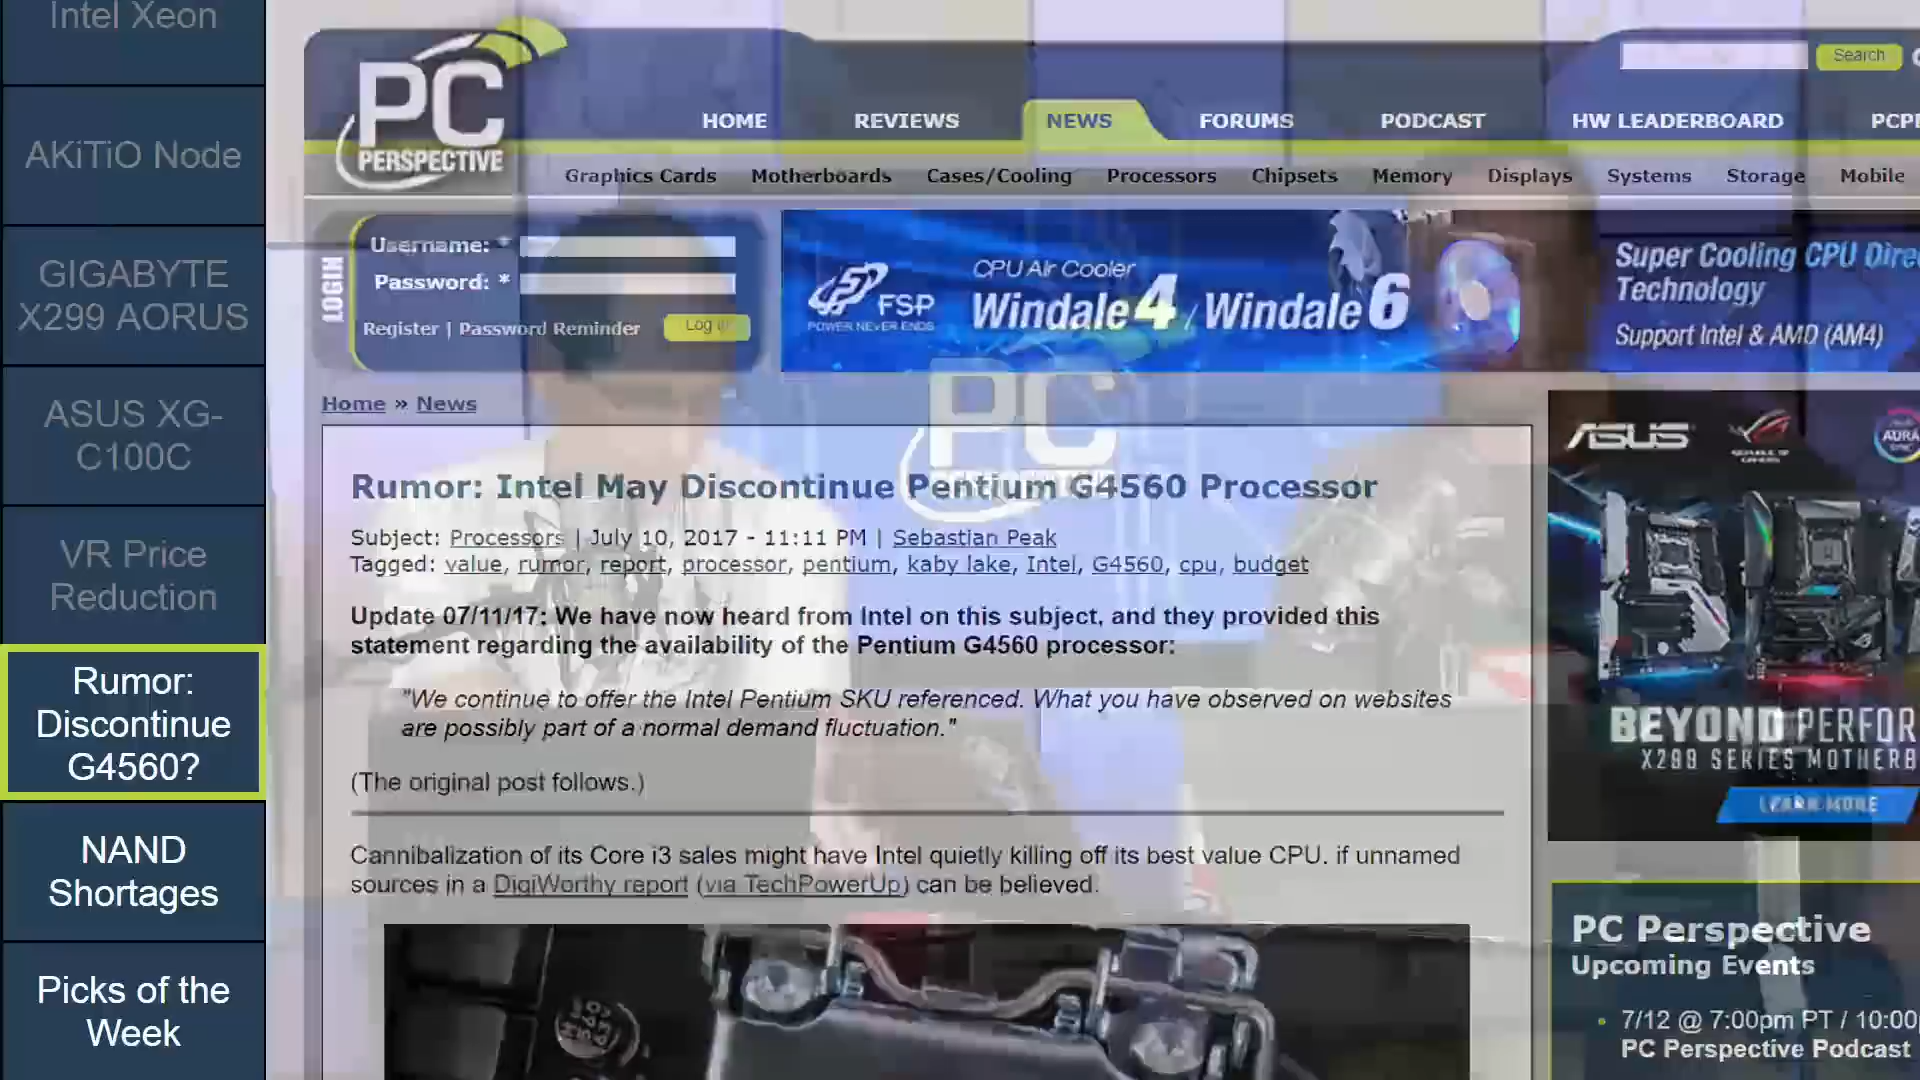 Intel Xeon
AKiTiO Node
GIGABYTE
X299 AORUS
ASUS XG-
C100C
VR Price
Reduction
Rumor:
Discontinue
G4560?
NAND
Shortages
Picks of the
Week
PC
PERSPECTIVE
Search
HOME REVIEWS NEWS FORUMS PODCAST HW LEADERBOARD
Graphics Cards Motherboards Cases/Cooling Processors Chipsets Memory Displays Systems Storage Mobile
LOGIN
Username: *
Password: *
Register | Password Reminder
Log in
FSP
POWER NEVER ENDS
CPU Air Cooler
Windale 4 / Windale 6
Super Cooling CPU
Technology
Support Intel & AMD (AM4)
Home » News
PC
Rumor: Intel May Discontinue Pentium G4560 Processor
Subject: Processors | July 10, 2017 - 11:11 PM | Sebastian Peak
Tagged: value, rumor, report, processor, pentium, kaby lake, Intel, G4560, cpu, budget
Update 07/11/17: We have now heard from Intel on this subject, and they provided this
statement regarding the availability of the Pentium G4560 processor:
"We continue to offer the Intel Pentium SKU referenced. What you have observed on websites
are possibly part of a normal demand fluctuation."
(The original post follows.)
Cannibalization of its Core i3 sales might have Intel quietly killing off its best value CPU, if unnamed
sources in a DigiWorthy report (via TechPowerUp) can be believed.
ASUS
AURA
BEYOND
X299 SERIES
LEARN MORE
PC Perspective
Upcoming Events
7/12 @ 7:00pm PT /
PC Perspective Podcast